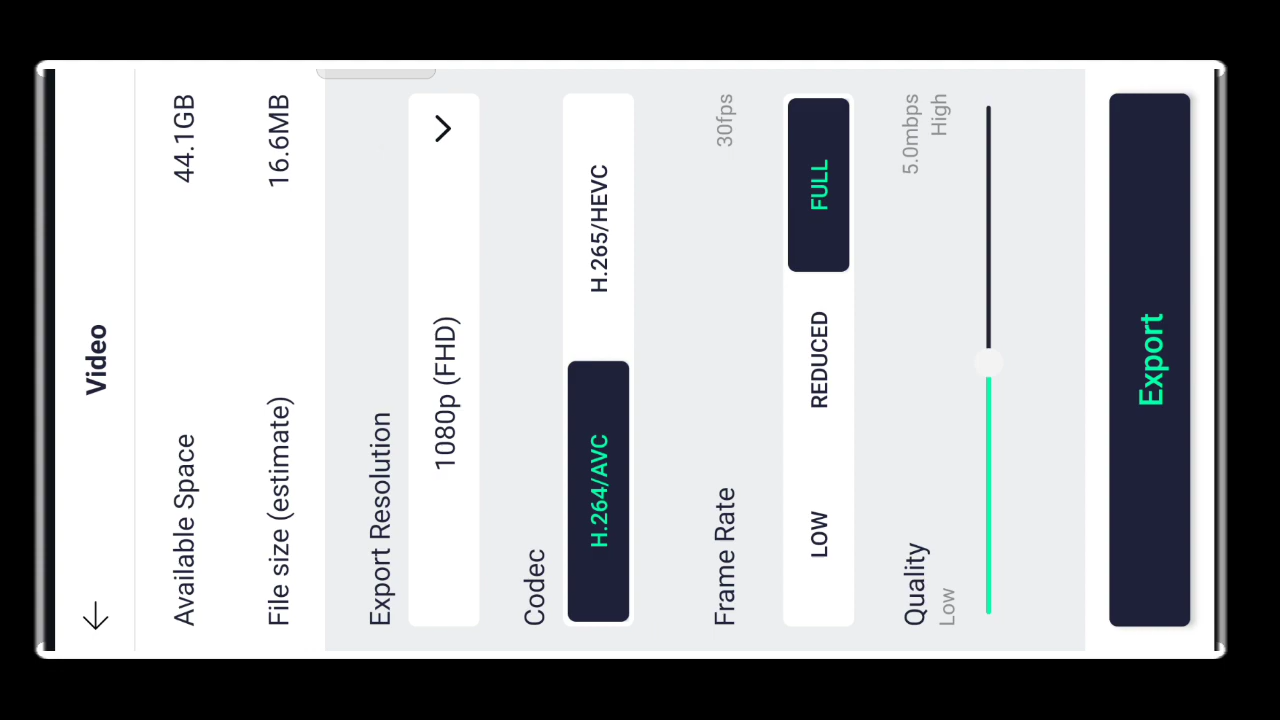 Video
Available Space 44.1GB
File size (estimate) 16.6MB
Export Resolution
1080p (FHD)
Codec
H.264/AVC H.265/HEVC
Frame Rate 30fps
LOW REDUCED FULL
Quality 5.0mbps
Low High
Export